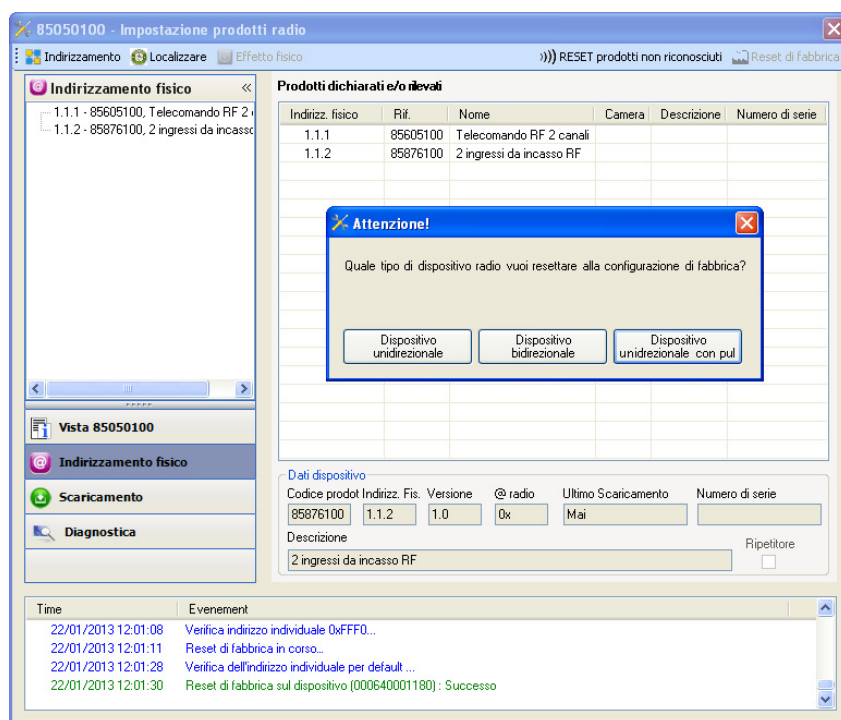 85050100 - Impostazione prodotti radio
Indirizzamento Localizzare Effetto fisico RESET prodotti non riconosciuti Reset di fabbrica
Indirizzamento fisico
1.1.1 - 85605100, Telecomando RF 2
1.1.2 - 85876100, 2 ingressi da incasso
Vista 85050100
Indirizzamento fisico
Scaricamento
Diagnostica
Prodotti dichiarati e/o rilevati
Indirizz. fisico Rif. Nome Camera Descrizione Numero di serie
1.1.1 85605100 Telecomando RF 2 canali
1.1.2 85876100 2 ingressi da incasso RF
Attenzione!
Quale tipo di dispositivo radio vuoi resettare alla configurazione di fabbrica?
Dispositivo unidirezionale
Dispositivo bidirezionale
Dispositivo unidrezionale con pul
Dati dispositivo
Codice prodot Indirizz. Fis. Versione @ radio Ultimo Scaricamento Numero di serie
85876100 1.1.2 1.0 0x Mai
Descrizione
2 ingressi da incasso RF
Ripetitore
Time Evenement
22/01/2013 12:01:08 Verifica indirizzo individuale 0xFFF0...
22/01/2013 12:01:11 Reset di fabbrica in corso...
22/01/2013 12:01:28 Verifica dell'indirizzo individuale per default ...
22/01/2013 12:01:30 Reset di fabbrica sul dispositivo (000640001180) : Successo